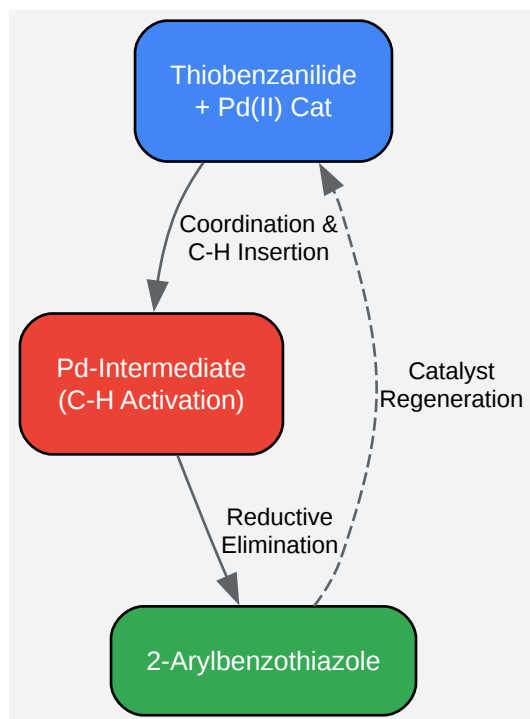 Thiobenzanilide
+ Pd(II) Cat
Coordination &
C-H Insertion
Pd-Intermediate
(C-H Activation)
Catalyst
Regeneration
Reductive
Elimination
2-Arylbenzothiazole